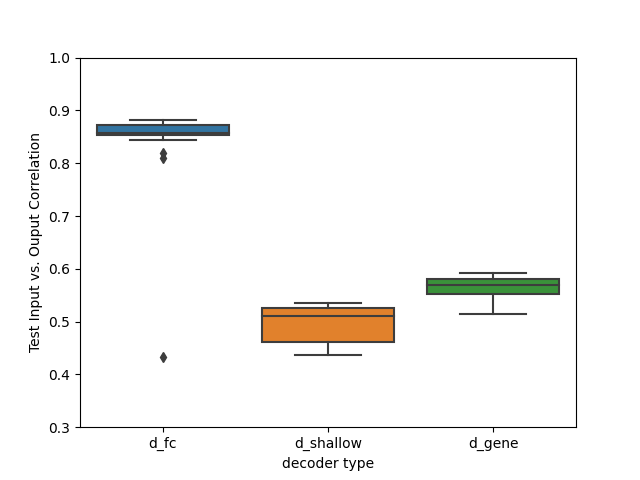 1.0
0.9
0.8
0.7
0.6
0.5
0.4
0.3
Test Input vs. Ouput Correlation
d_fc
d_shallow
d_gene
decoder type